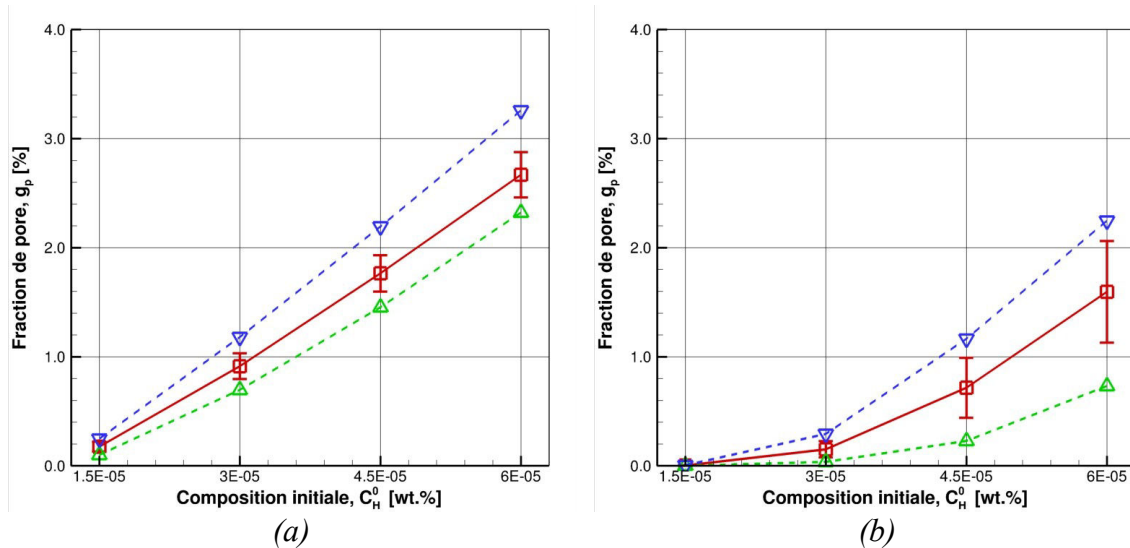 4.0
3.0
2.0
1.0
0.0
Fraction de pore, gₚ [%]
1.5E-05 3E-05 4.5E-05 6E-05
Composition initiale, C⁰_H [wt.%]
(a)
4.0
3.0
2.0
1.0
0.0
Fraction de pore, gₚ [%]
1.5E-05 3E-05 4.5E-05 6E-05
Composition initiale, C⁰_H [wt.%]
(b)